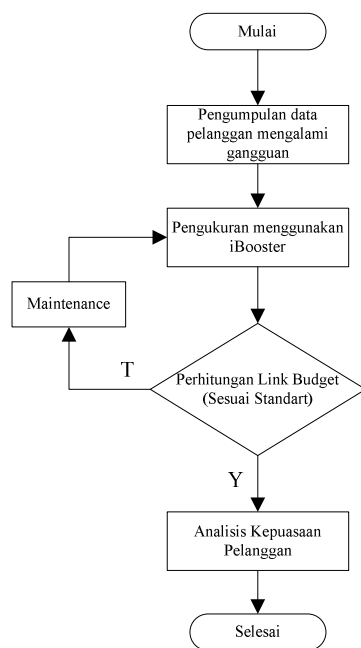 Mulai
Pengumpulan data
pelanggan mengalami
gangguan
Pengukuran menggunakan
iBooster
Maintenance
T
Perhitungan Link Budget
(Sesuai Standart)
Y
Analisis Kepuasaan
Pelanggan
Selesai